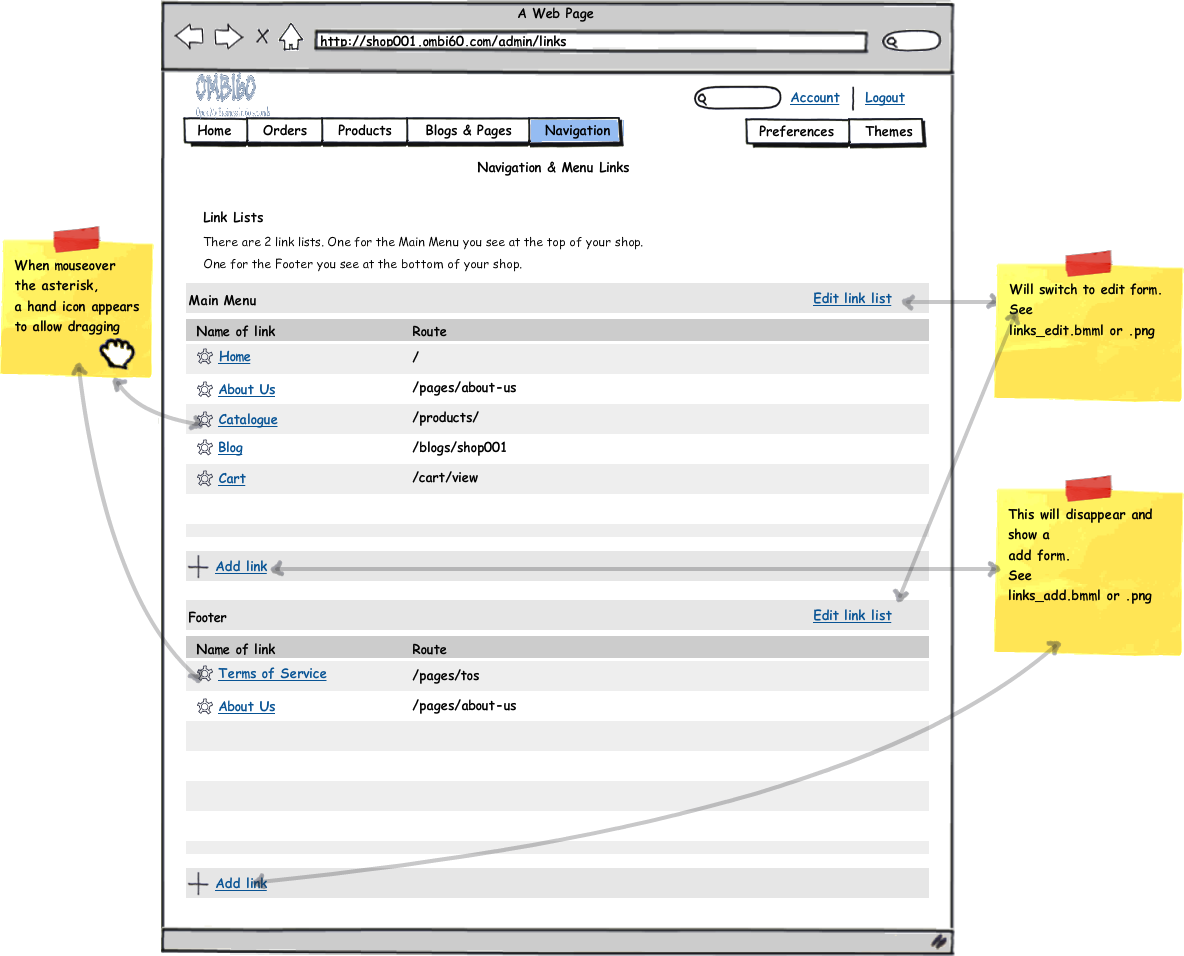 A Web Page
http://shop001.ombi60.com/admin/links
OMBI60
Account
Logout
Home Orders Products Blogs & Pages Navigation
Preferences Themes
Navigation & Menu Links
Link Lists
There are 2 link lists. One for the Main Menu you see at the top of your shop.
One for the Footer you see at the bottom of your shop.
Main Menu
Edit link list
Name of link Route
Home /
About Us /pages/about-us
Catalogue /products/
Blog /blogs/shop001
Cart /cart/view
Add link
Footer
Edit link list
Name of link Route
Terms of Service /pages/tos
About Us /pages/about-us
Add link
When mouseover
the asterisk,
a hand icon appears
to allow dragging
Will switch to edit form.
See
links_edit.bmml or .png
This will disappear and
show a
add form.
See
links_add.bmml or .png